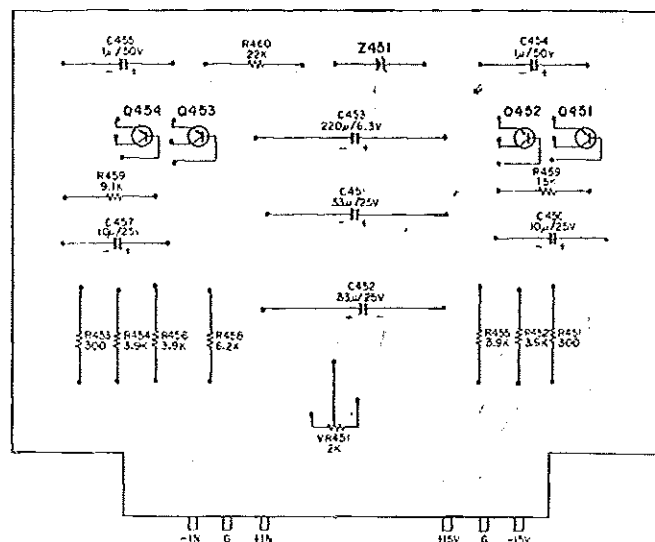 C455
1µ/50V
R460
22K
Z451
C454
1µ/50V
Q454
Q453
C453
220µ/6.3V
Q452
Q451
R459
9.1K
R459
15K
C451
33µ/25V
C457
10µ/25V
C450
10µ/25V
C452
33µ/25V
R453
300
R454
3.9K
R456
3.9K
R458
6.2K
R455
3.9K
R452
3.9K
R451
300
VR451
2K
G
+15V
G
-15V